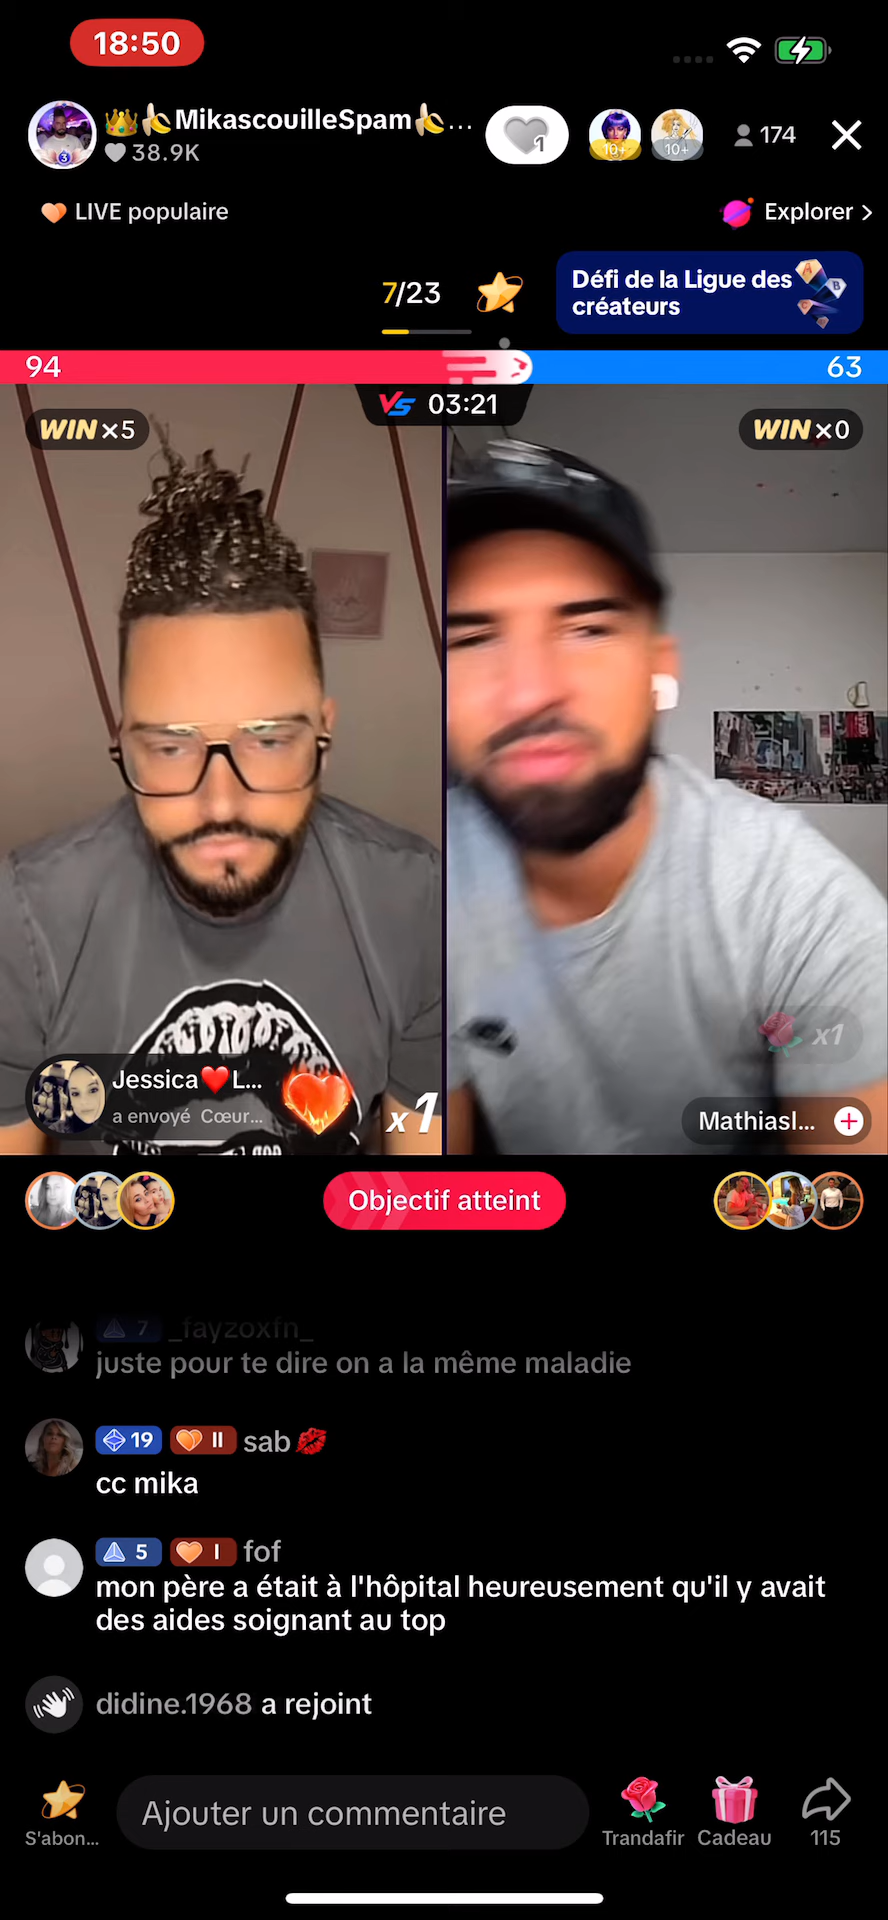 18:50
👑🍌MikascouilleSpam🍌...
38.9K
1
10+
10+
174
LIVE populaire
Explorer
7/23
Défi de la Ligue des
créateurs
94
63
VS 03:21
WIN x5
WIN x0
x1
Jessica❤️L...
a envoyé Cœur...
x1
Mathiasl...
Objectif atteint
7 _fayzoxfn_
juste pour te dire on a la même maladie
19 II sab💋
cc mika
5 I fof
mon père a était à l'hôpital heureusement qu'il y avait
des aides soignant au top
didine.1968 a rejoint
Ajouter un commentaire
S'abon...
Trandafir
Cadeau
115